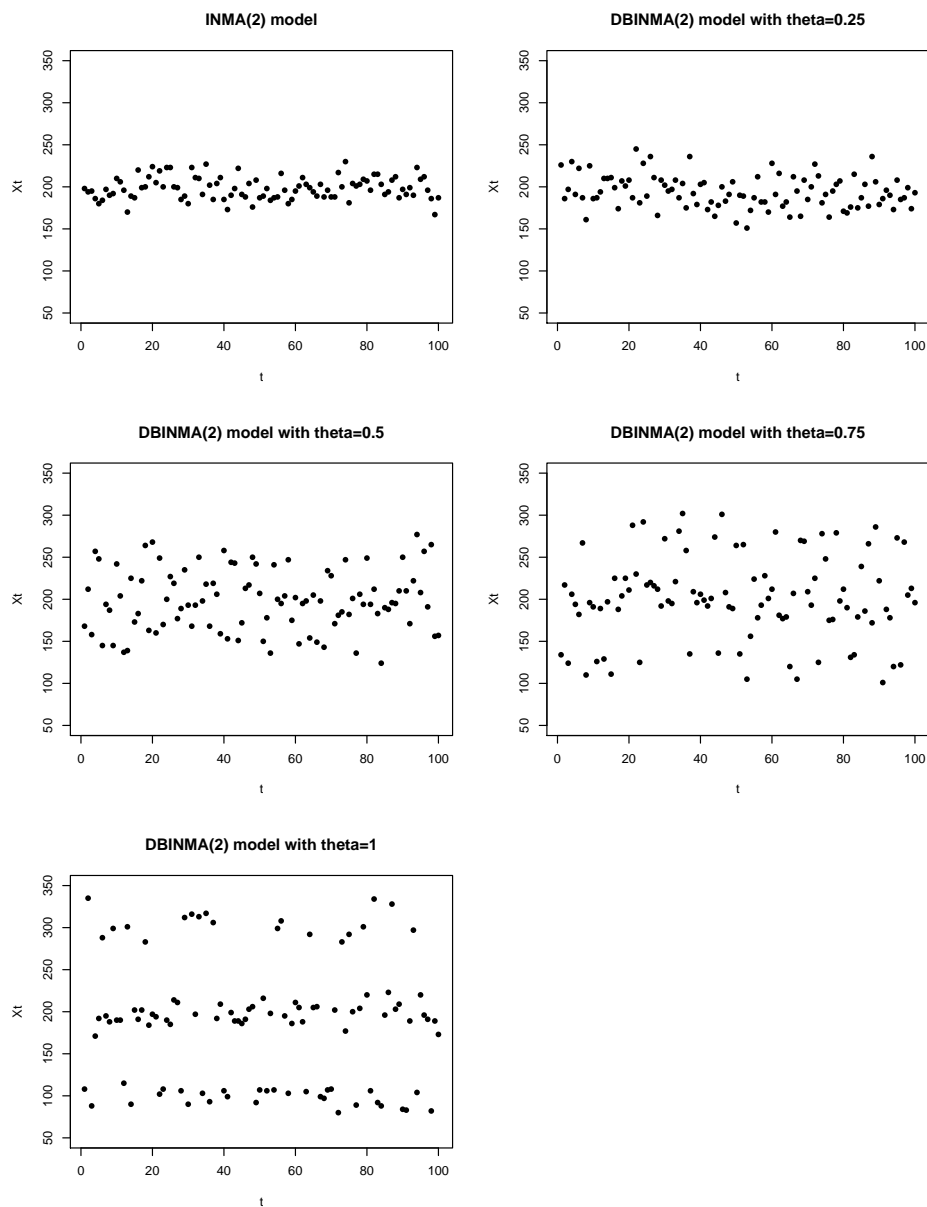 INMA(2) model
Xt
350
300
250
200
150
100
50
0 20 40 60 80 100
t
DBINMA(2) model with theta=0.25
Xt
350
300
250
200
150
100
50
0 20 40 60 80 100
t
DBINMA(2) model with theta=0.5
Xt
350
300
250
200
150
100
50
0 20 40 60 80 100
t
DBINMA(2) model with theta=0.75
Xt
350
300
250
200
150
100
50
0 20 40 60 80 100
t
DBINMA(2) model with theta=1
Xt
350
300
250
200
150
100
50
0 20 40 60 80 100
t